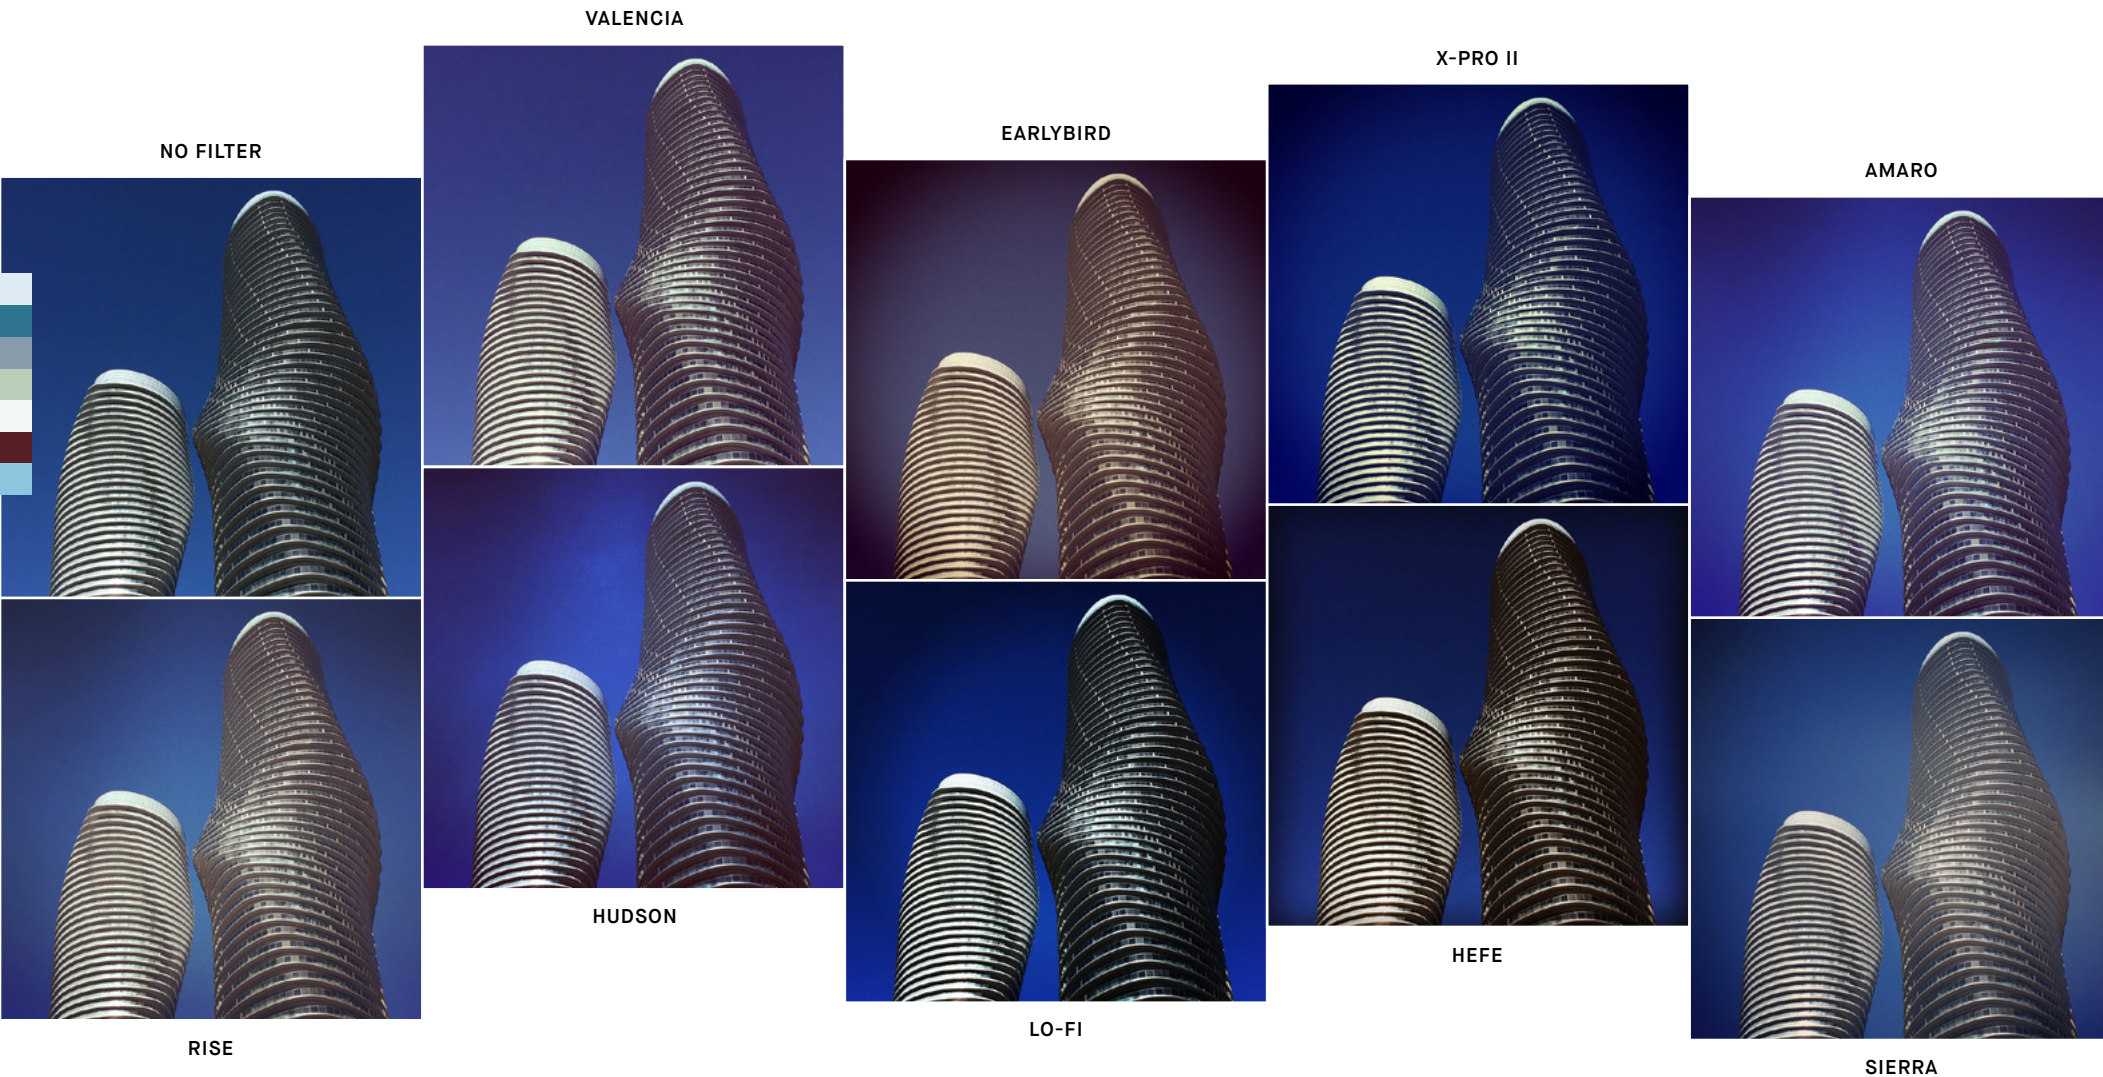 NO FILTER
RISE
VALENCIA
HUDSON
EARLYBIRD
LO-FI
X-PRO II
HEFE
AMARO
SIERRA